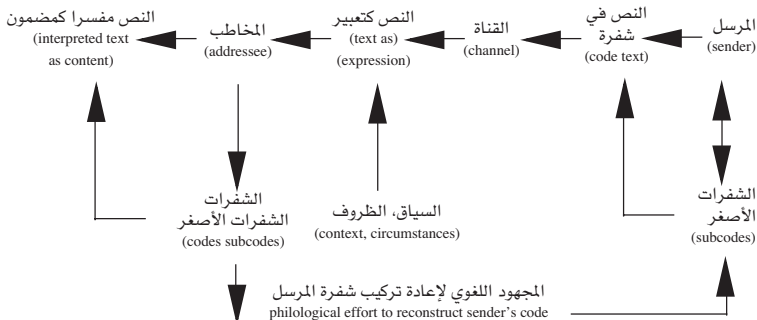 المرسل
(sender)
النص في
شفرة
(code text)
القناة
(channel)
النص كتعبير
(text as)
(expression)
المخاطب
(addressee)
النص مفسرا كمضمون
(interpreted text
as content)
الشفرات
الأصغر
(subcodes)
السياق، الظروف
(context, circumstances)
الشفرات
الشفرات الأصغر
(codes subcodes)
المجهود اللغوي لإعادة تركيب شفرة المرسل
philological effort to reconstruct sender's code